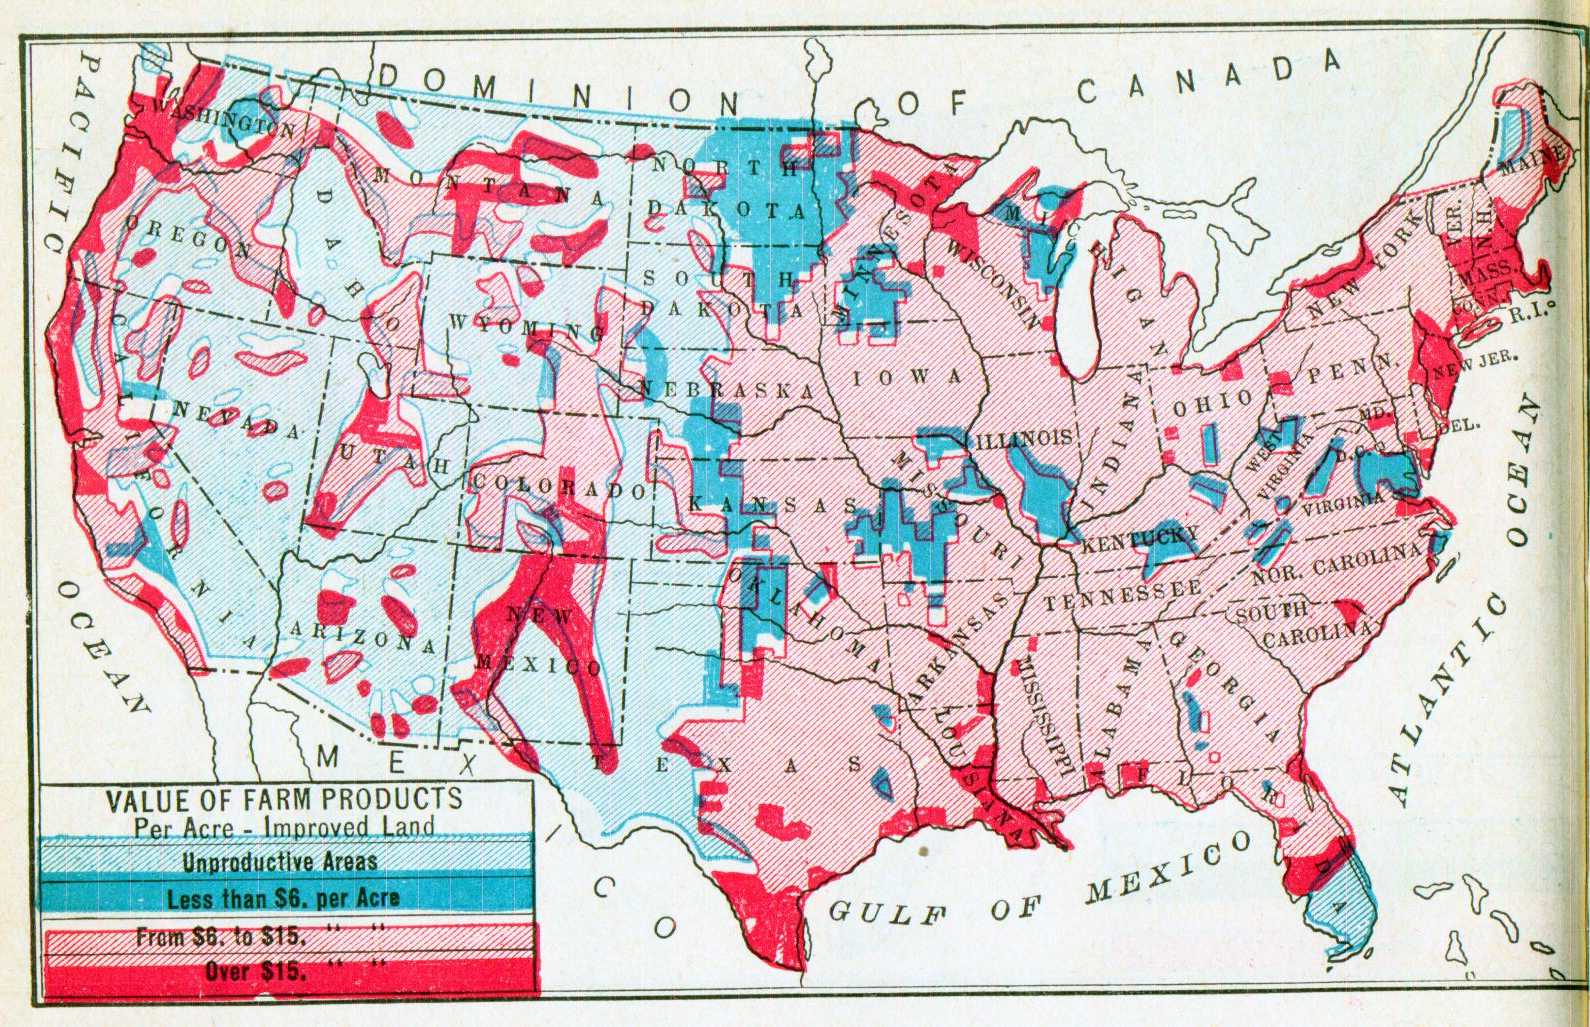 DOMINION OF CANADA
PACIFIC
OCEAN
WASHINGTON
MONTANA
NORTH
DAKOTA
OREGON
IDAHO
SOUTH
DAKOTA
WYOMING
MINNESOTA
WISCONSIN
MICHIGAN
MICH
MAINE
VER.
N.H.
NEW YORK
MASS.
CONN.
R.I.
NEVADA
CALIFORNIA
UTAH
COLORADO
NEBRASKA
IOWA
ILLINOIS
INDIANA
OHIO
PENN.
NEW JER.
MD.
DEL.
D.C.
KANSAS
MISSOURI
KENTUCKY
WEST
VIRGINIA
VIRGINIA
ARIZONA
NEW
MEXICO
OKLAHOMA
ARKANSAS
TENNESSEE
NOR. CAROLINA
SOUTH
CAROLINA
TEXAS
LOUISIANA
MISSISSIPPI
ALABAMA
GEORGIA
FLORIDA
MEXICO
GULF OF MEXICO
ATLANTIC OCEAN
VALUE OF FARM PRODUCTS
Per Acre - Improved Land
Unproductive Areas
Less than $6. per Acre
From $6. to $15. " "
Over $15. " "